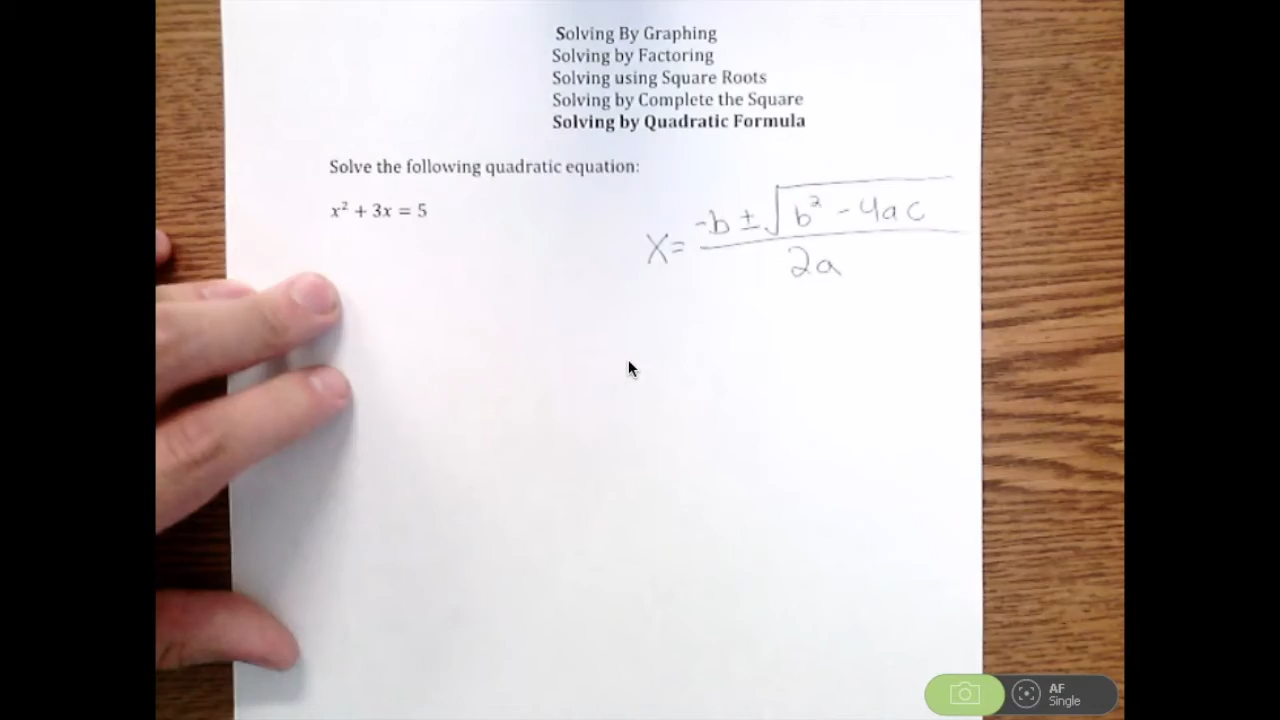 Solving By Graphing
Solving by Factoring
Solving using Square Roots
Solving by Complete the Square
Solving by Quadratic Formula
Solve the following quadratic equation:
x² + 3x = 5
x = -b ± √(b² - 4ac) / 2a
AF
Single